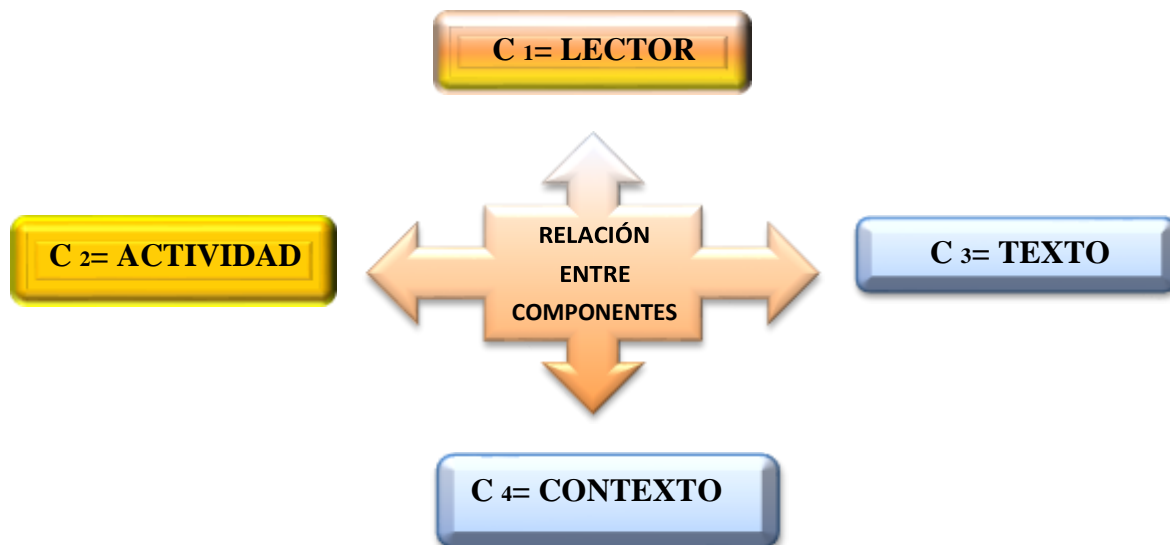 C 1= LECTOR
C 2= ACTIVIDAD
RELACIÓN
ENTRE
COMPONENTES
C 3= TEXTO
C 4= CONTEXTO